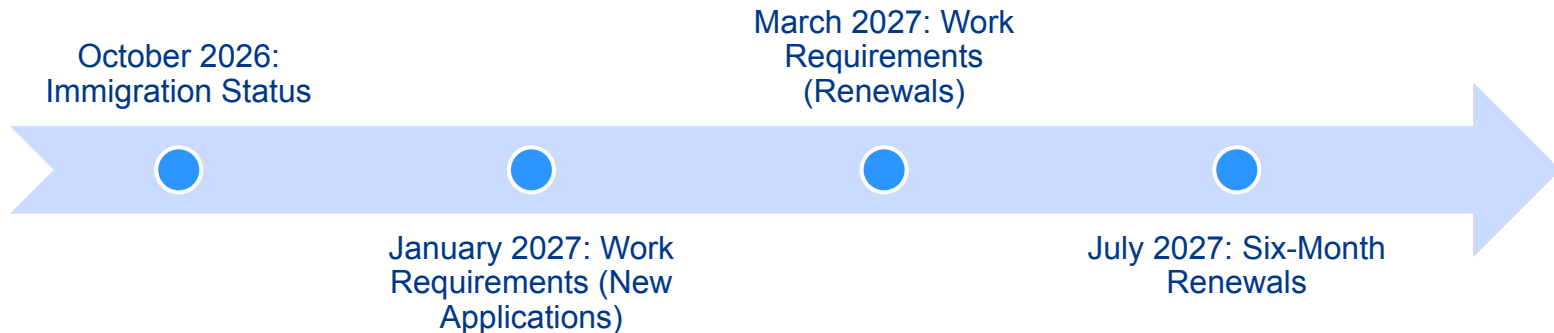 October 2026:
Immigration Status
January 2027: Work
Requirements (New
Applications)
March 2027: Work
Requirements
(Renewals)
July 2027: Six-Month
Renewals